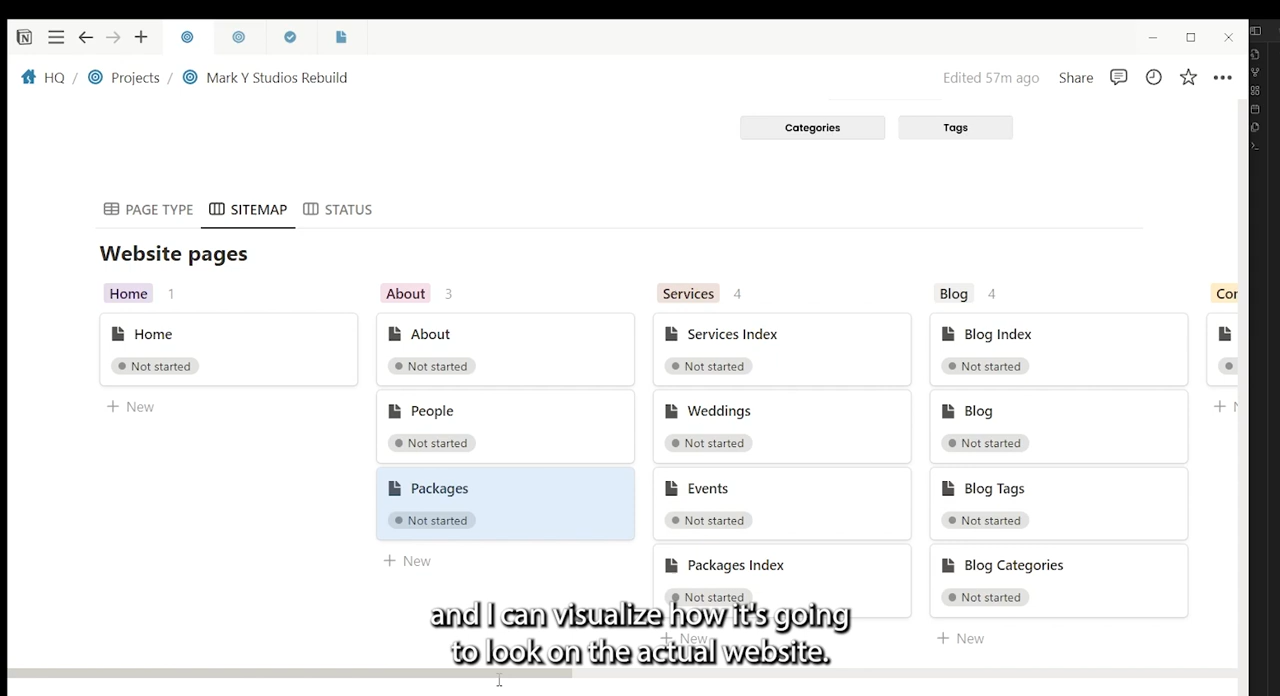 HQ / Projects / Mark Y Studios Rebuild
Edited 57m ago Share
Categories Tags
PAGE TYPE SITEMAP STATUS
Website pages
Home 1
Home
Not started
+ New
About 3
About
Not started
People
Not started
Packages
Not started
+ New
Services 4
Services Index
Not started
Weddings
Not started
Events
Not started
Packages Index
Not started
+ New
Blog 4
Blog Index
Not started
Blog
Not started
Blog Tags
Not started
Blog Categories
Not started
+ New
and I can visualize how it's going
to look on the actual website.